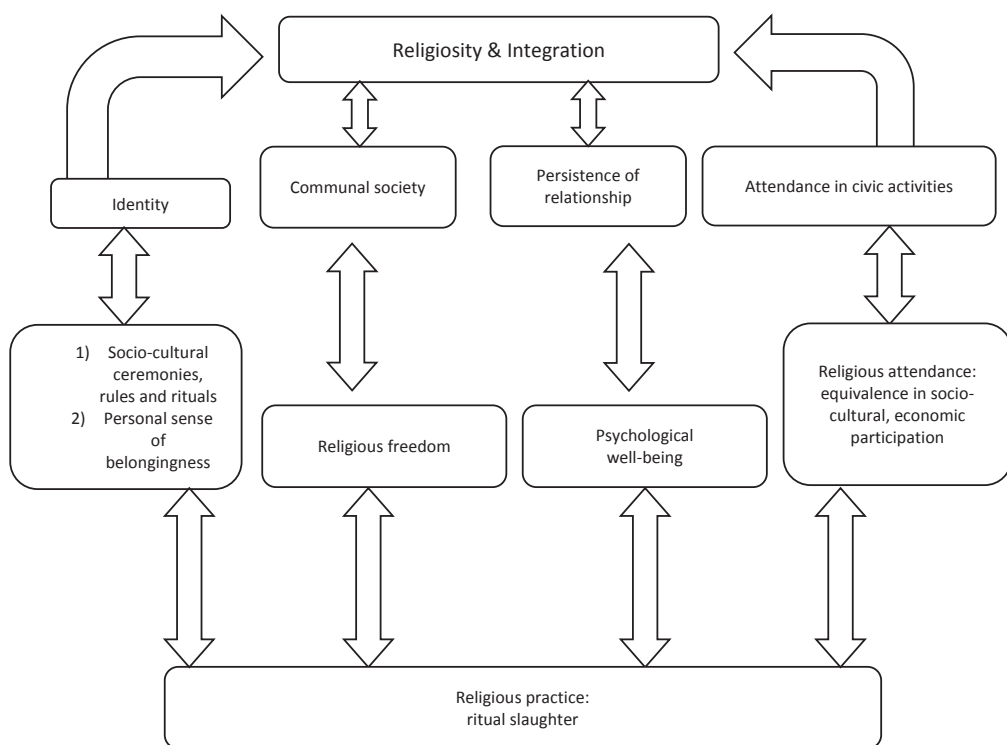 Religiosity & Integration
Identity
Communal society
Persistence of
relationship
Attendance in civic activities
1) Socio-cultural
ceremonies,
rules and rituals
2) Personal sense
of
belongingness
Religious freedom
Psychological
well-being
Religious attendance:
equivalence in socio-
cultural, economic
participation
Religious practice:
ritual slaughter